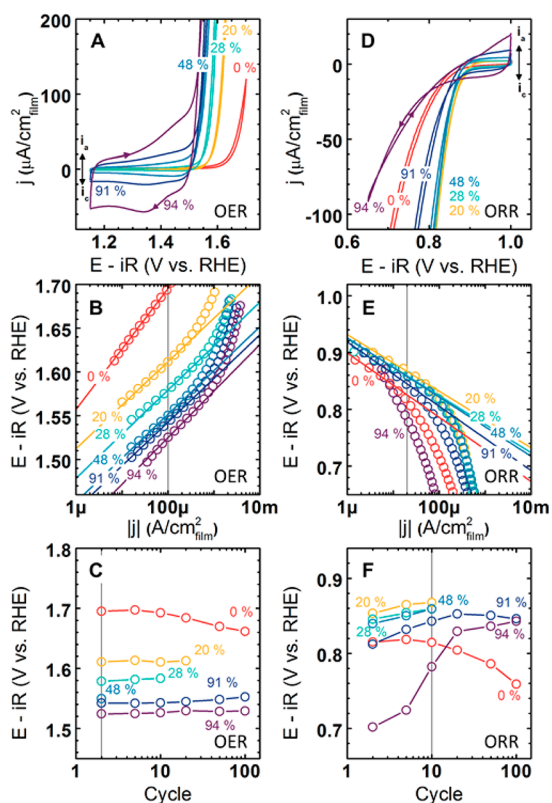 A
200
100
0
j (µA/cm²film)
ia
ic
48 %
28 %
20 %
0 %
91 %
94 %
OER
1.2 1.4 1.6
E - iR (V vs. RHE)
D
0
-50
-100
j (µA/cm²film)
ia
ic
94 %
0 %
91 %
48 %
28 %
20 %
ORR
0.6 0.8 1.0
E - iR (V vs. RHE)
B
1.70
1.65
1.60
1.55
1.50
E - iR (V vs. RHE)
0 %
20 %
28 %
48 %
91 %
94 %
OER
1µ 100µ 10m
|j| (A/cm²film)
E
1.0
0.9
0.8
0.7
E - iR (V vs. RHE)
0 %
94 %
20 %
28 %
48 %
91 %
ORR
1µ 100µ 10m
|j| (A/cm²film)
C
1.8
1.7
1.6
1.5
E - iR (V vs. RHE)
0 %
20 %
28 %
48 %
91 %
94 %
OER
1 10 100
Cycle
F
0.9
0.8
0.7
E - iR (V vs. RHE)
20 %
48 %
91 %
28 %
94 %
0 %
ORR
1 10 100
Cycle